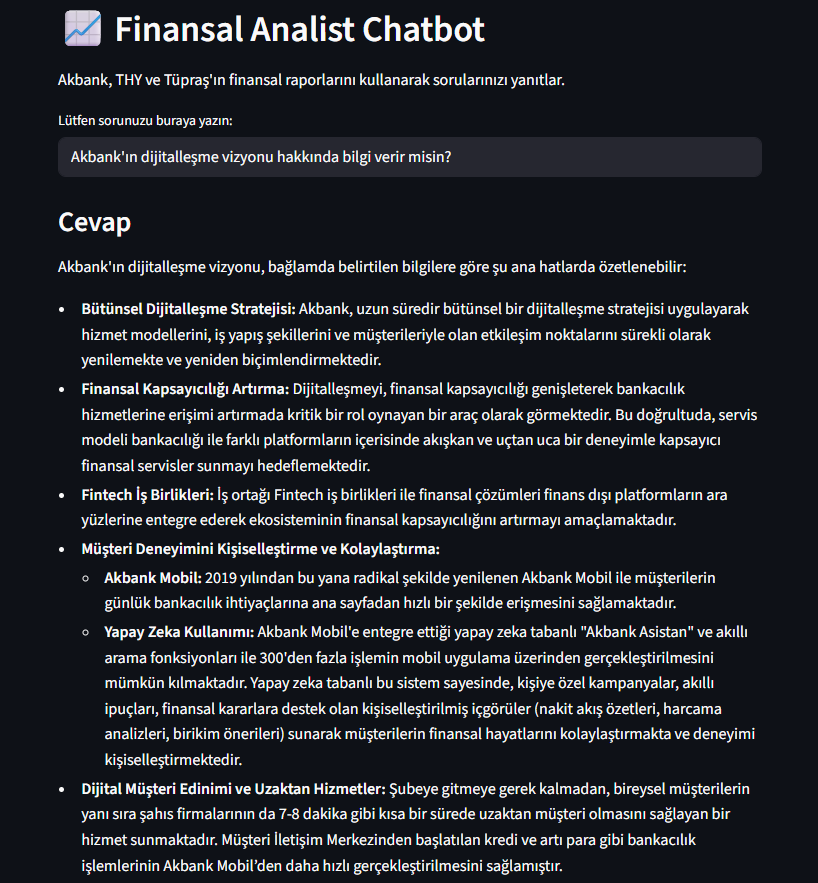 Finansal Analist Chatbot
Akbank, THY ve Tüpraş'ın finansal raporlarını kullanarak sorularınızı yanıtlar.
Lütfen sorunuzu buraya yazın:
Akbank'ın dijitalleşme vizyonu hakkında bilgi verir misin?
Cevap
Akbank'ın dijitalleşme vizyonu, bağlamda belirtilen bilgilere göre şu ana hatlarda özetlenebilir:
• Bütünsel Dijitalleşme Stratejisi: Akbank, uzun süredir bütünsel bir dijitalleşme stratejisi uygulayarak
hizmet modellerini, iş yapış şekillerini ve müşterileriyle olan etkileşim noktalarını sürekli olarak
yenilemekte ve yeniden biçimlendirmektedir.
• Finansal Kapsayıcılığı Artırma: Dijitalleşmeyi, finansal kapsayıcılığı genişleterek bankacılık
hizmetlerine erişimi artırmada kritik bir rol oynayan bir araç olarak görmektedir. Bu doğrultuda, servis
modeli bankacılığı ile farklı platformların içerisinde akışkan ve uçtan uca bir deneyimle kapsayıcı
finansal servisler sunmayı hedeflemektedir.
• Fintech İş Birlikleri: İş ortağı Fintech iş birlikleri ile finansal çözümleri finans dışı platformların ara
yüzlerine entegre ederek ekosisteminin finansal kapsayıcılığını artırmayı amaçlamaktadır.
• Müşteri Deneyimini Kişiselleştirme ve Kolaylaştırma:
◦ Akbank Mobil: 2019 yılından bu yana radikal şekilde yenilenen Akbank Mobil ile müşterilerin
günlük bankacılık ihtiyaçlarına ana sayfadan hızlı bir şekilde erişmesini sağlamaktadır.
◦ Yapay Zeka Kullanımı: Akbank Mobil'e entegre ettiği yapay zeka tabanlı "Akbank Asistan" ve akıllı
arama fonksiyonları ile 300'den fazla işlemin mobil uygulama üzerinden gerçekleştirilmesini
mümkün kılmaktadır. Yapay zeka tabanlı bu sistem sayesinde, kişiye özel kampanyalar, akıllı
ipuçları, finansal kararlara destek olan kişiselleştirilmiş içgörüler (nakit akış özetleri, harcama
analizleri, birikim önerileri) sunarak müşterilerin finansal hayatlarını kolaylaştırmakta ve deneyimi
kişiselleştirmektedir.
• Dijital Müşteri Edinimi ve Uzaktan Hizmetler: Şubeye gitmeye gerek kalmadan, bireysel müşterilerin
yanı sıra şahıs firmalarının da 7-8 dakika gibi kısa bir sürede uzaktan müşteri olmasını sağlayan bir
hizmet sunmaktadır. Müşteri İletişim Merkezinden başlatılan kredi ve artı para gibi bankacılık
işlemlerinin Akbank Mobil’den daha hızlı gerçekleştirilmesini sağlamıştır.